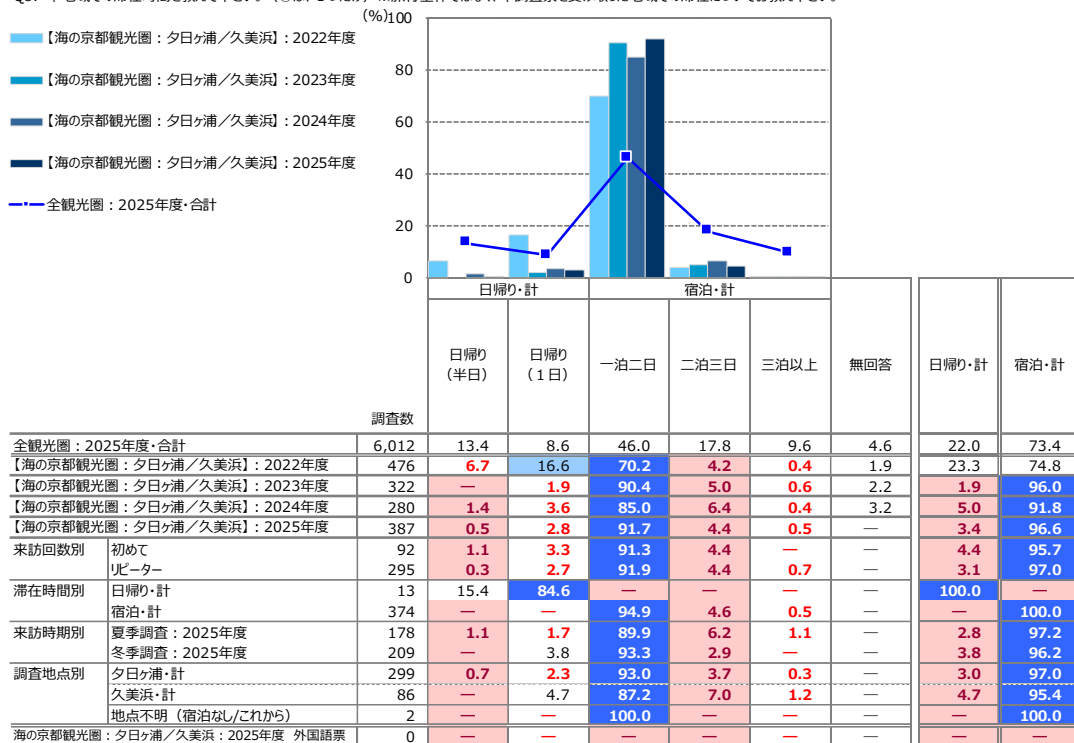 (%)
100
80
60
40
20
0
【海の京都観光圏：夕日ヶ浦／久美浜】：2022年度
【海の京都観光圏：夕日ヶ浦／久美浜】：2023年度
【海の京都観光圏：夕日ヶ浦／久美浜】：2024年度
【海の京都観光圏：夕日ヶ浦／久美浜】：2025年度
全観光圏：2025年度・合計
日帰り・計 宿泊・計
調査数 日帰り（半日） 日帰り（1日） 一泊二日 二泊三日 三泊以上 無回答 日帰り・計 宿泊・計
全観光圏：2025年度・合計 6,012 13.4 8.6 46.0 17.8 9.6 4.6 22.0 73.4
【海の京都観光圏：夕日ヶ浦／久美浜】：2022年度 476 6.7 16.6 70.2 4.2 0.4 1.9 23.3 74.8
【海の京都観光圏：夕日ヶ浦／久美浜】：2023年度 322 — 1.9 90.4 5.0 0.6 2.2 1.9 96.0
【海の京都観光圏：夕日ヶ浦／久美浜】：2024年度 280 1.4 3.6 85.0 6.4 0.4 3.2 5.0 91.8
【海の京都観光圏：夕日ヶ浦／久美浜】：2025年度 387 0.5 2.8 91.7 4.4 0.5 — 3.4 96.6
来訪回数別 初めて 92 1.1 3.3 91.3 4.4 — — 4.4 95.7
リピーター 295 0.3 2.7 91.9 4.4 0.7 — 3.1 97.0
滞在時間別 日帰り・計 13 15.4 84.6 — — — — 100.0 —
宿泊・計 374 — — 94.9 4.6 0.5 — — 100.0
来訪時期別 夏季調査：2025年度 178 1.1 1.7 89.9 6.2 1.1 — 2.8 97.2
冬季調査：2025年度 209 — 3.8 93.3 2.9 — — 3.8 96.2
調査地点別 夕日ヶ浦・計 299 0.7 2.3 93.0 3.7 0.3 — 3.0 97.0
久美浜・計 86 — 4.7 87.2 7.0 1.2 — 4.7 95.4
地点不明（宿泊なし/これから） 2 — — 100.0 — — — — 100.0
海の京都観光圏：夕日ヶ浦／久美浜：2025年度 外国語票 0 — — — — — — — —